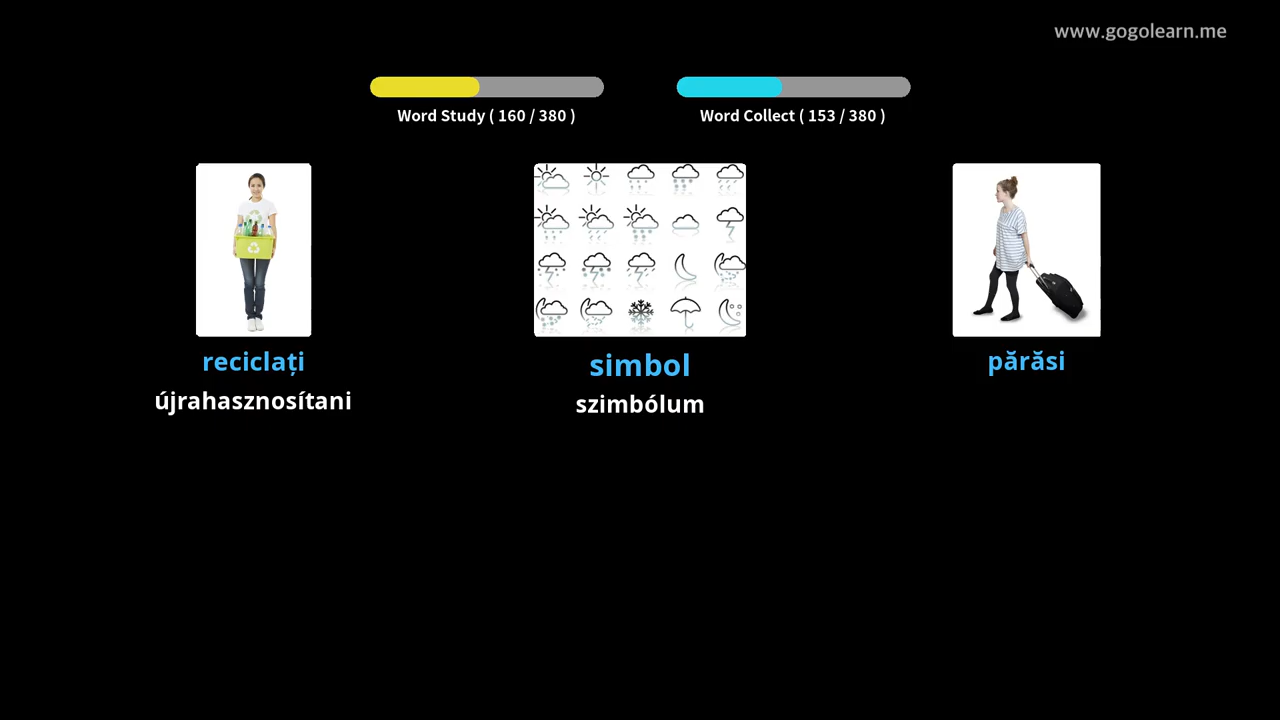 www.gogolearn.me
Word Study ( 160 / 380 )
Word Collect ( 153 / 380 )
reciclați
simbol
părăsi
újrahasznosítani
szimbólum